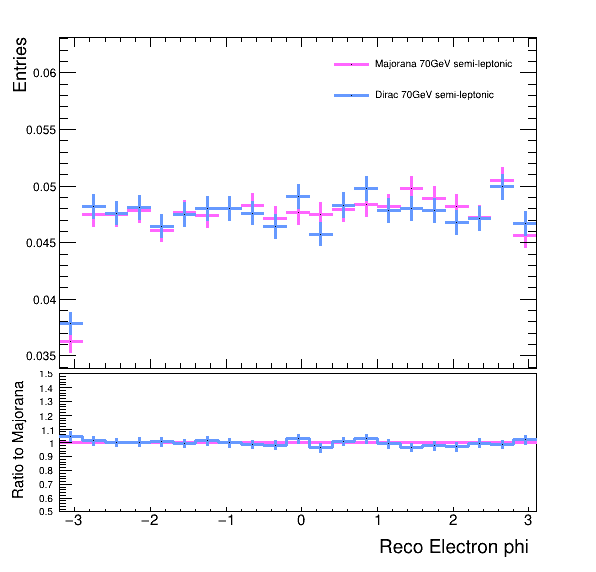 Entries
0.06
0.055
0.05
0.045
0.04
0.035
Majorana 70GeV semi-leptonic
Dirac 70GeV semi-leptonic
Ratio to Majorana
1.5
1.4
1.3
1.2
1.1
1
0.9
0.8
0.7
0.6
0.5
−3 −2 −1 0 1 2 3
Reco Electron phi